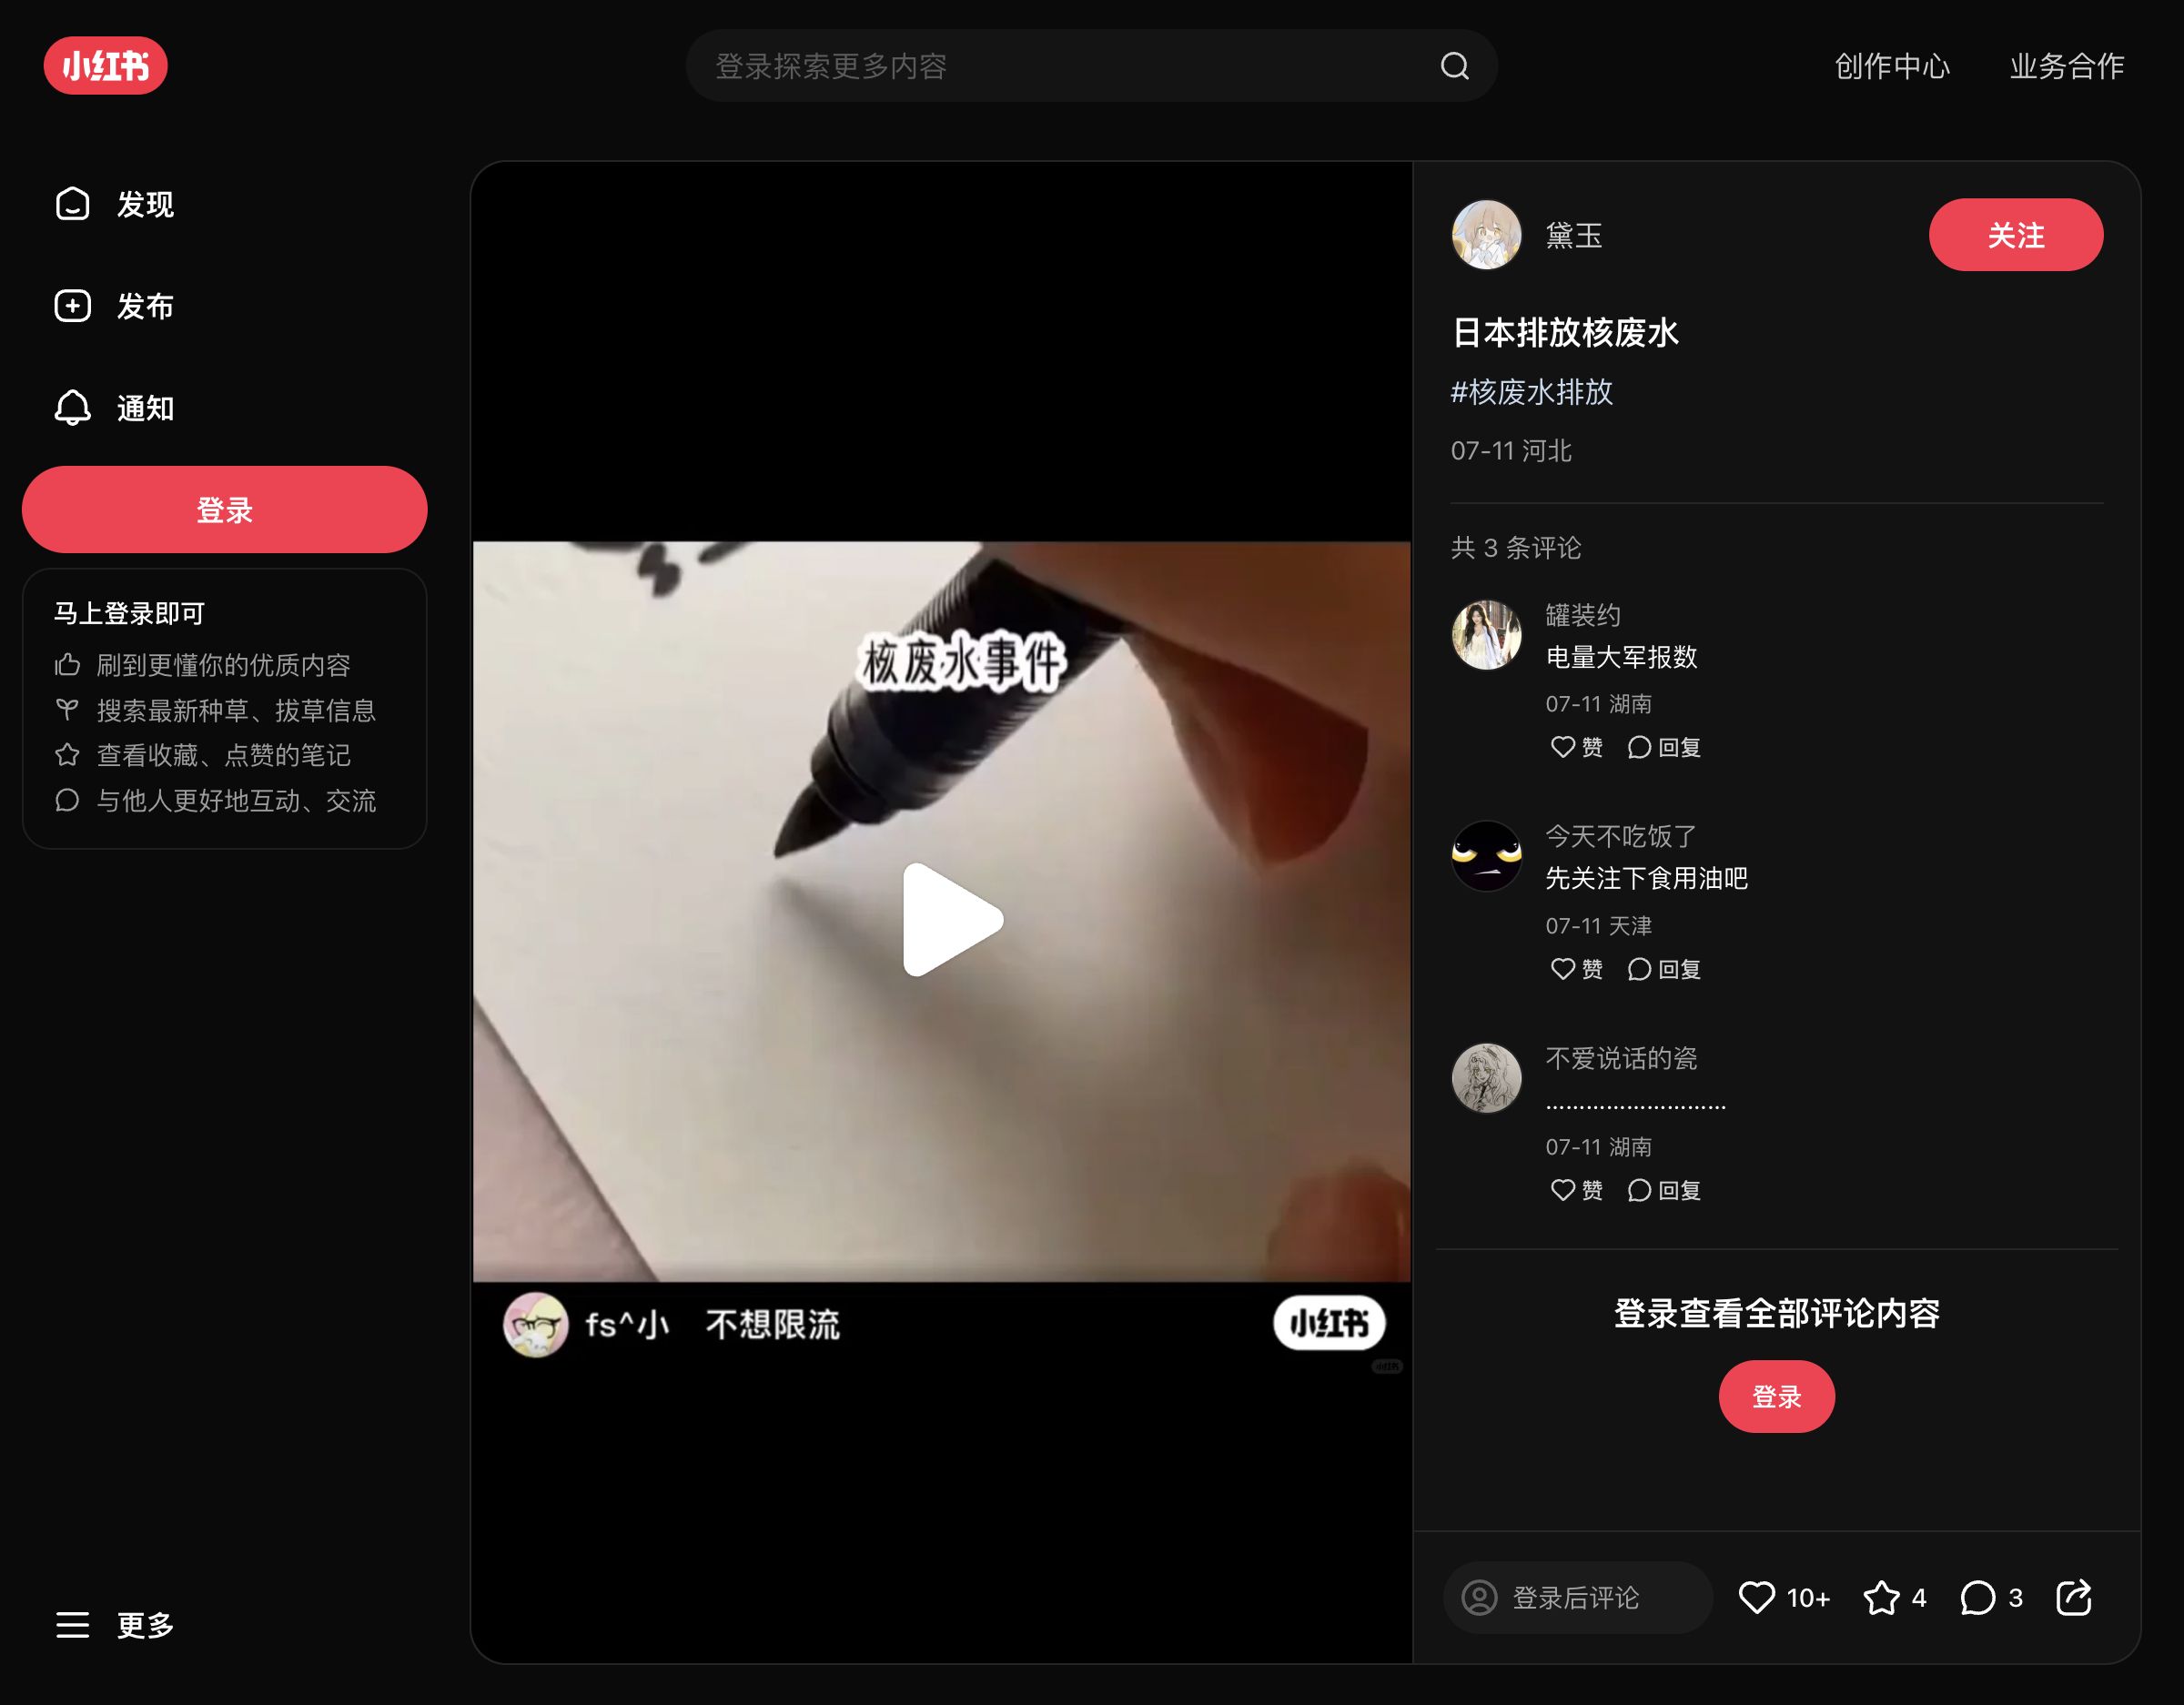 小红书
登录探索更多内容
创作中心
业务合作
发现
发布
通知
登录
马上登录即可
刷到更懂你的优质内容
搜索最新种草、拔草信息
查看收藏、点赞的笔记
与他人更好地互动、交流
更多
核废水事件
fs^小 不想限流
小红书
小红书
黛玉
关注
日本排放核废水
#核废水排放
07-11 河北
共 3 条评论
罐装约
电量大军报数
07-11 湖南
赞 回复
今天不吃饭了
先关注下食用油吧
07-11 天津
赞 回复
不爱说话的瓷
………………………
07-11 湖南
赞 回复
登录查看全部评论内容
登录
登录后评论
10+ 4 3